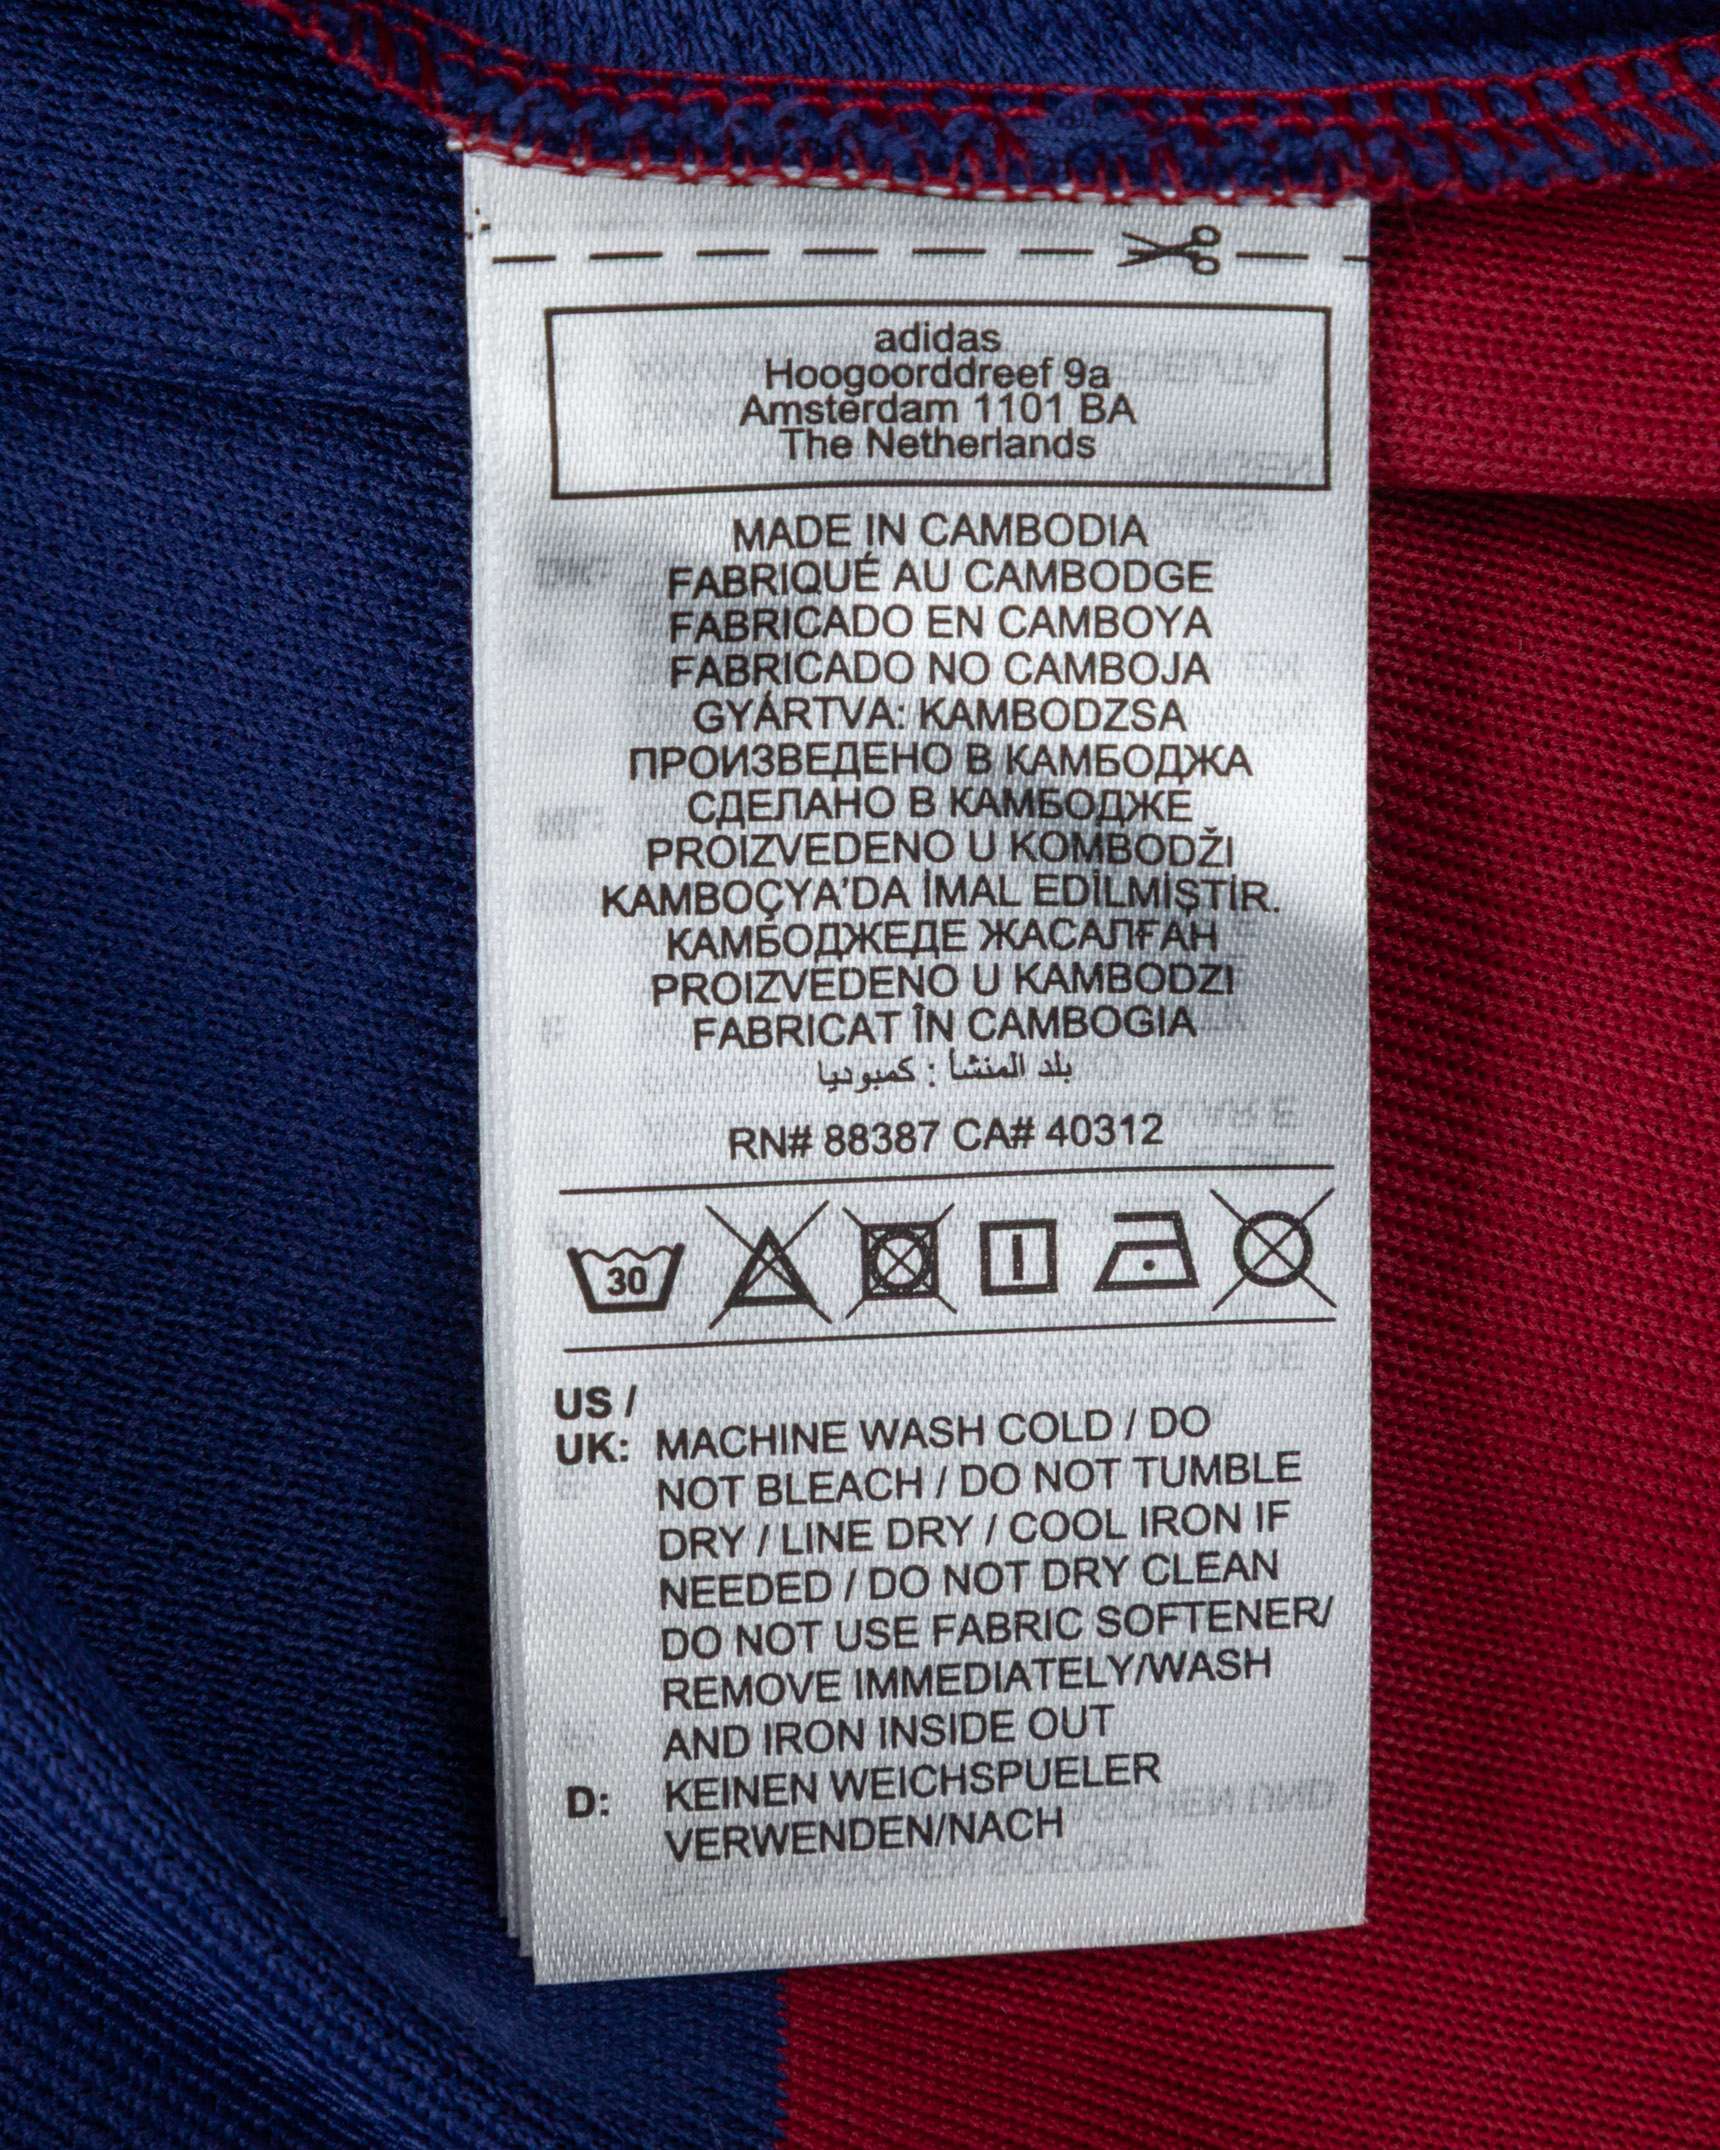 adidas
Hoogoorddreef 9a
Amsterdam 1101 BA
The Netherlands
MADE IN CAMBODIA
FABRIQUÉ AU CAMBODGE
FABRICADO EN CAMBOYA
FABRICADO NO CAMBOJA
GYÁRTVA: KAMBODZSA
ПРОИЗВЕДЕНО В КАМБОДЖА
СДЕЛАНО В КАМБОДЖЕ
PROIZVEDENO U KOMBODŽI
KAMBOÇYA'DA İMAL EDİLMİŞTİR.
КАМБОДЖЕДЕ ЖАСАЛҒАН
PROIZVEDENO U KAMBODZI
FABRICAT ÎN CAMBOGIA
بلد المنشأ : كمبوديا
RN# 88387 CA# 40312
30
US /
UK: MACHINE WASH COLD / DO
NOT BLEACH / DO NOT TUMBLE
DRY / LINE DRY / COOL IRON IF
NEEDED / DO NOT DRY CLEAN
DO NOT USE FABRIC SOFTENER/
REMOVE IMMEDIATELY/WASH
AND IRON INSIDE OUT
D: KEINEN WEICHSPUELER
VERWENDEN/NACH